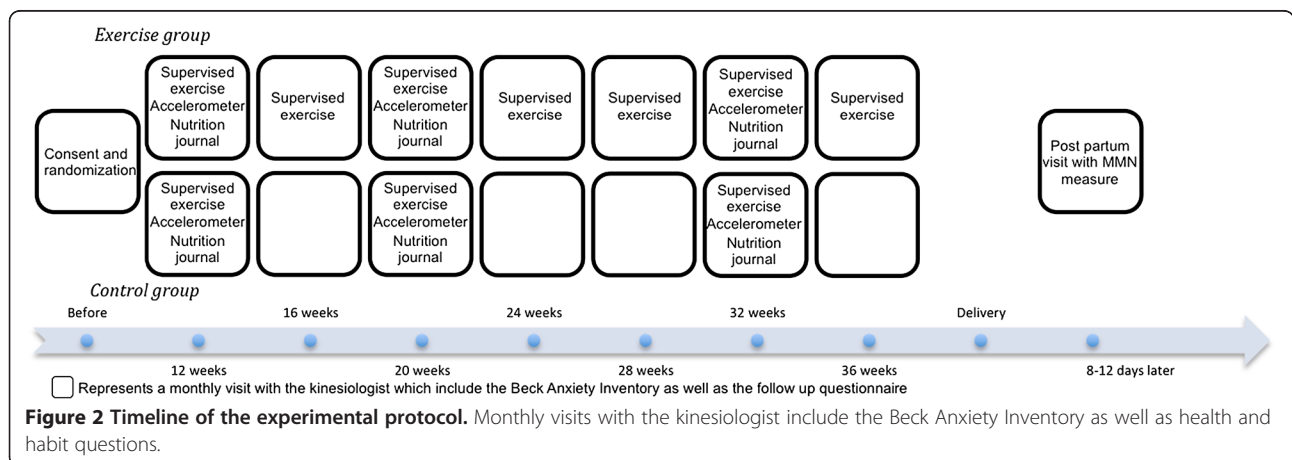 Exercise group
Consent and
randomization
Supervised
exercise
Accelerometer
Nutrition
journal
Supervised
exercise
Supervised
exercise
Accelerometer
Nutrition
journal
Supervised
exercise
Supervised
exercise
Supervised
exercise
Accelerometer
Nutrition
journal
Supervised
exercise
Post partum
visit with MMN
measure
Supervised
exercise
Accelerometer
Nutrition
journal
Supervised
exercise
Accelerometer
Nutrition
journal
Supervised
exercise
Accelerometer
Nutrition
journal
Control group
Before
16 weeks
24 weeks
32 weeks
Delivery
12 weeks
20 weeks
28 weeks
36 weeks
8-12 days later
Represents a monthly visit with the kinesiologist which include the Beck Anxiety Inventory as well as the follow up questionnaire
Figure 2 Timeline of the experimental protocol. Monthly visits with the kinesiologist include the Beck Anxiety Inventory as well as health and
habit questions.